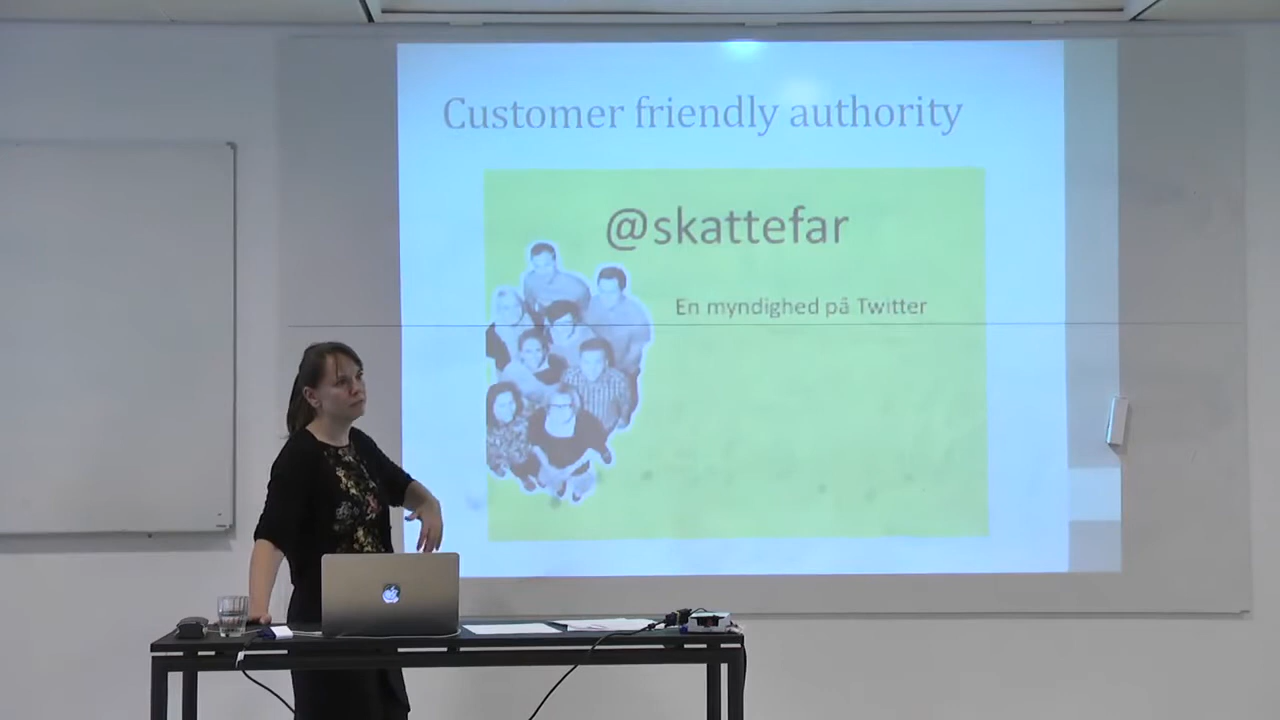 Customer friendly authority
@skattefar
En myndighed på Twitter